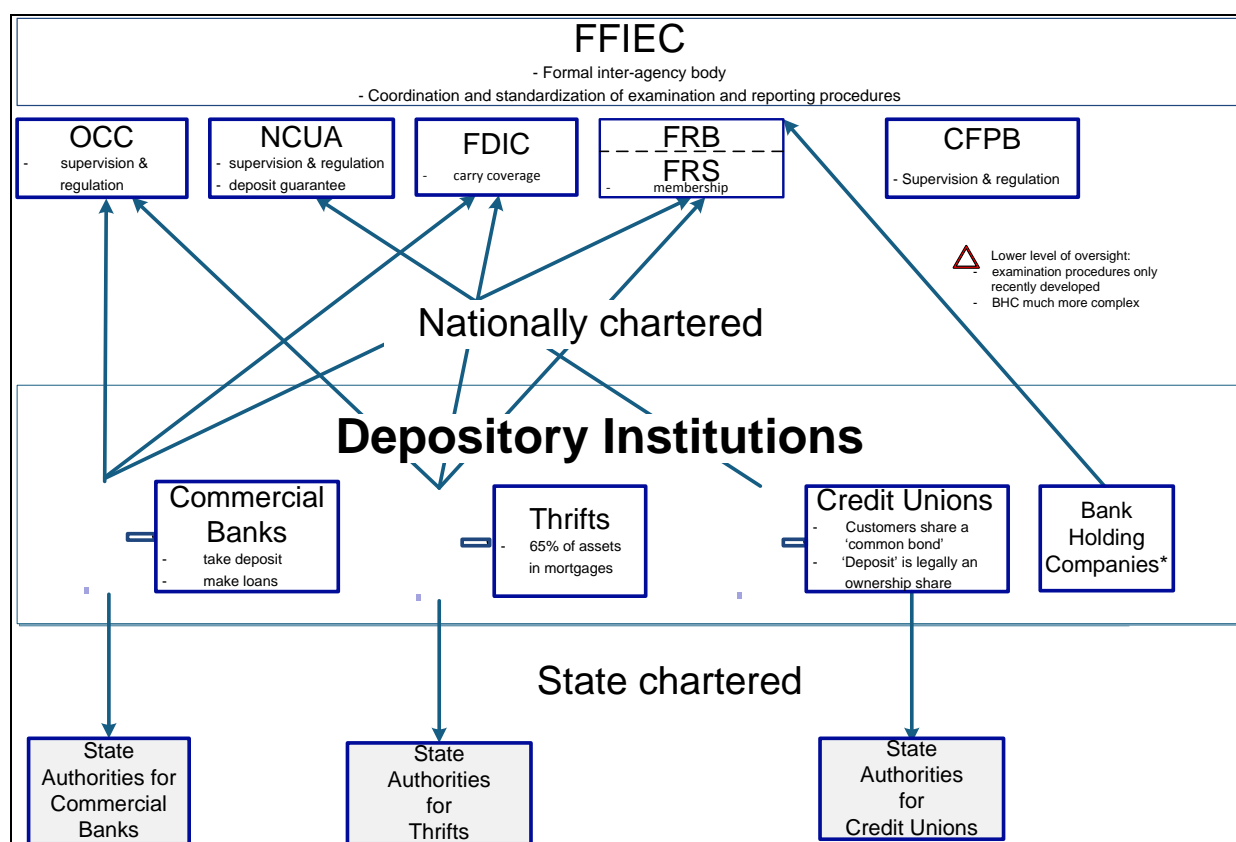 FFIEC
- Formal inter-agency body
- Coordination and standardization of examination and reporting procedures
OCC
- supervision &
regulation
NCUA
- supervision & regulation
- deposit guarantee
FDIC
- carry coverage
FRB
FRS
- membership
CFPB
- Supervision & regulation
Lower level of oversight:
- examination procedures only
recently developed
- BHC much more complex
Nationally chartered
Depository Institutions
Commercial
Banks
- take deposit
- make loans
Thrifts
- 65% of assets
in mortgages
Credit Unions
- Customers share a
‘common bond’
- ‘Deposit’ is legally an
ownership share
Bank
Holding
Companies*
State chartered
State
Authorities for
Commercial
Banks
State
Authorities
for
Thrifts
State
Authorities
for
Credit Unions